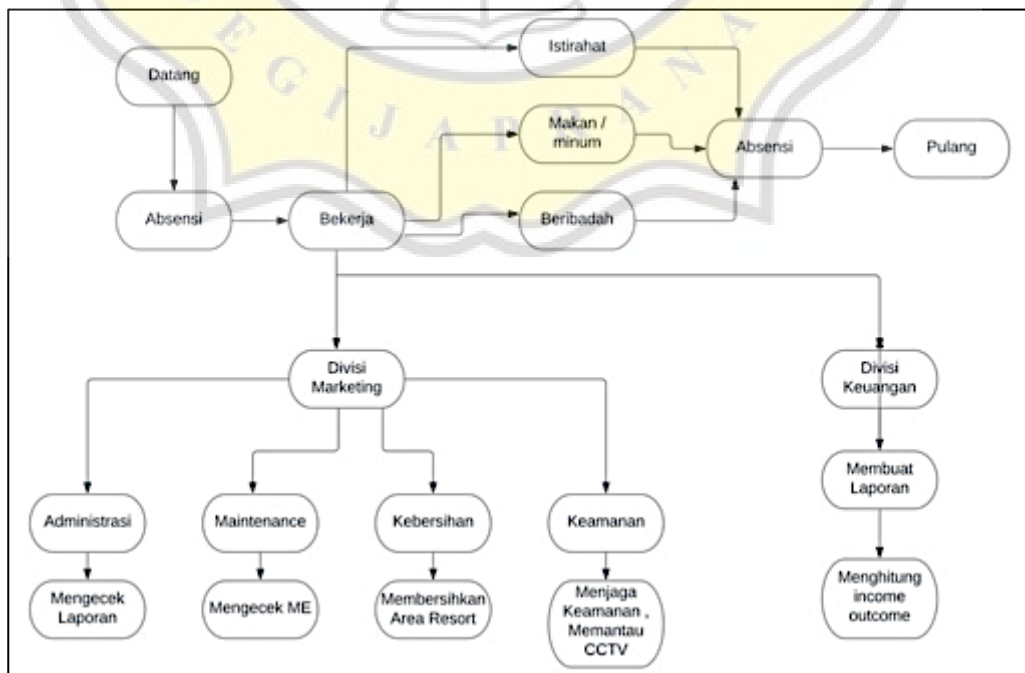 Istirahat
Datang
Makan /
minum
Absensi
Pulang
Absensi
Bekerja
Beribadah
Divisi
Marketing
Divisi
Keuangan
Membuat
Laporan
Administrasi
Maintenance
Kebersihan
Keamanan
Mengecek
Laporan
Mengecek ME
Membersihkan
Area Resort
Menjaga
Keamanan ,
Memantau
CCTV
Menghitung
income
outcome
E G I J A P R A N A